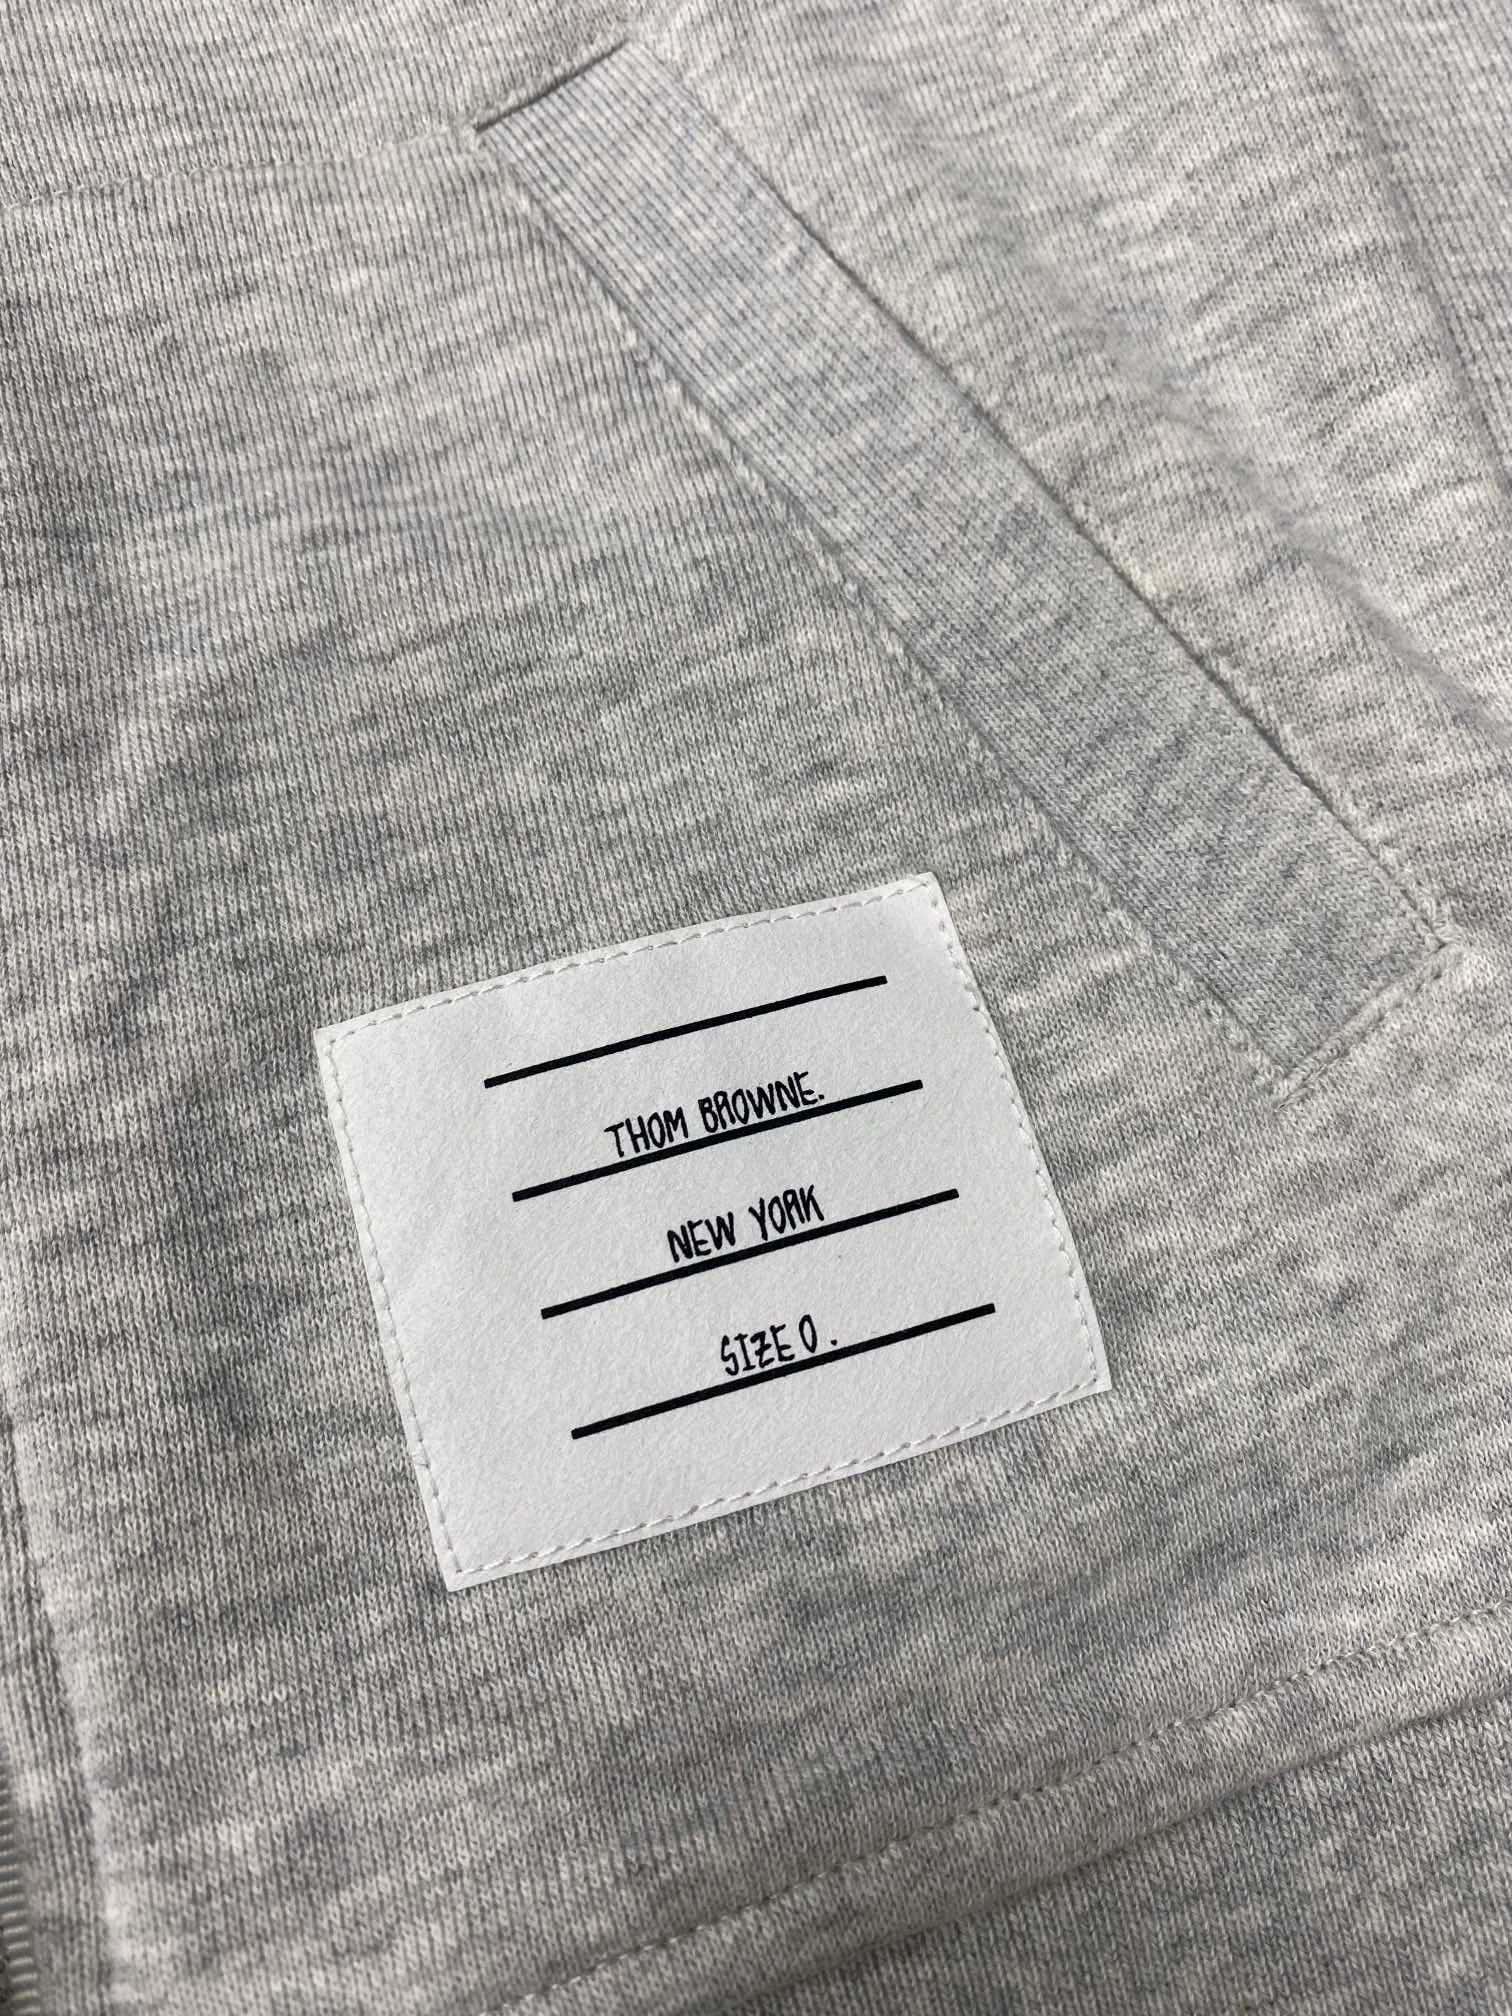 THOM BROWNE.
NEW YORK
SIZE 0.